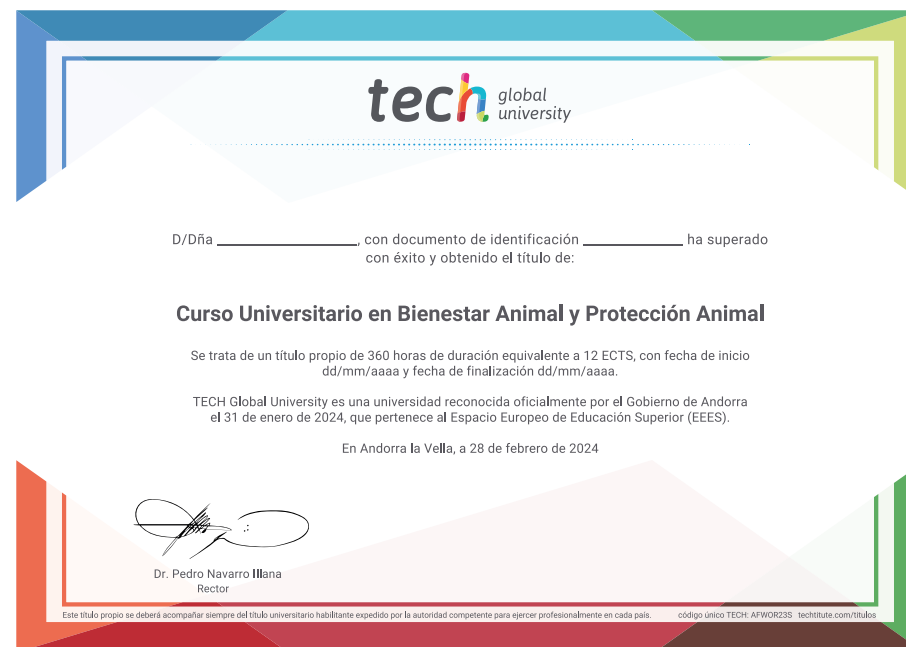 tech global university
D/Dña ____________________, con documento de identificación ______________ ha superado
con éxito y obtenido el título de:
Curso Universitario en Bienestar Animal y Protección Animal
Se trata de un título propio de 360 horas de duración equivalente a 12 ECTS, con fecha de inicio
dd/mm/aaaa y fecha de finalización dd/mm/aaaa.
TECH Global University es una universidad reconocida oficialmente por el Gobierno de Andorra
el 31 de enero de 2024, que pertenece al Espacio Europeo de Educación Superior (EEES).
En Andorra la Vella, a 28 de febrero de 2024
Dr. Pedro Navarro Illana
Rector
Este título propio se deberá acompañar siempre del título universitario habilitante expedido por la autoridad competente para ejercer profesionalmente en cada país. código único TECH: AFWOR23S techtitute.com/titulos